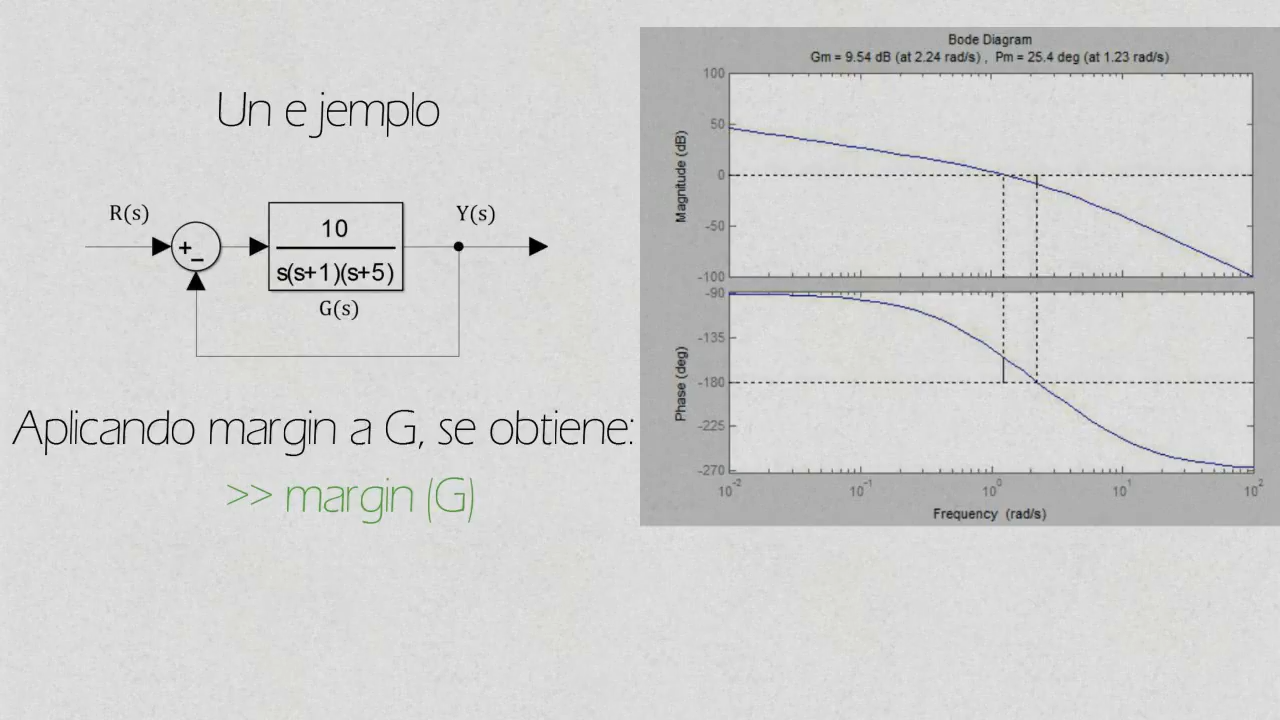 Un ejemplo
R(s)
+
−
10
s(s+1)(s+5)
G(s)
Y(s)
Aplicando margin a G, se obtiene:
>> margin (G)
Bode Diagram
Gm = 9.54 dB (at 2.24 rad/s) , Pm = 25.4 deg (at 1.23 rad/s)
Magnitude (dB)
100
50
0
-50
-100
Phase (deg)
-90
-135
-180
-225
-270
10^-2
10^-1
10^0
10^1
10^2
Frequency (rad/s)